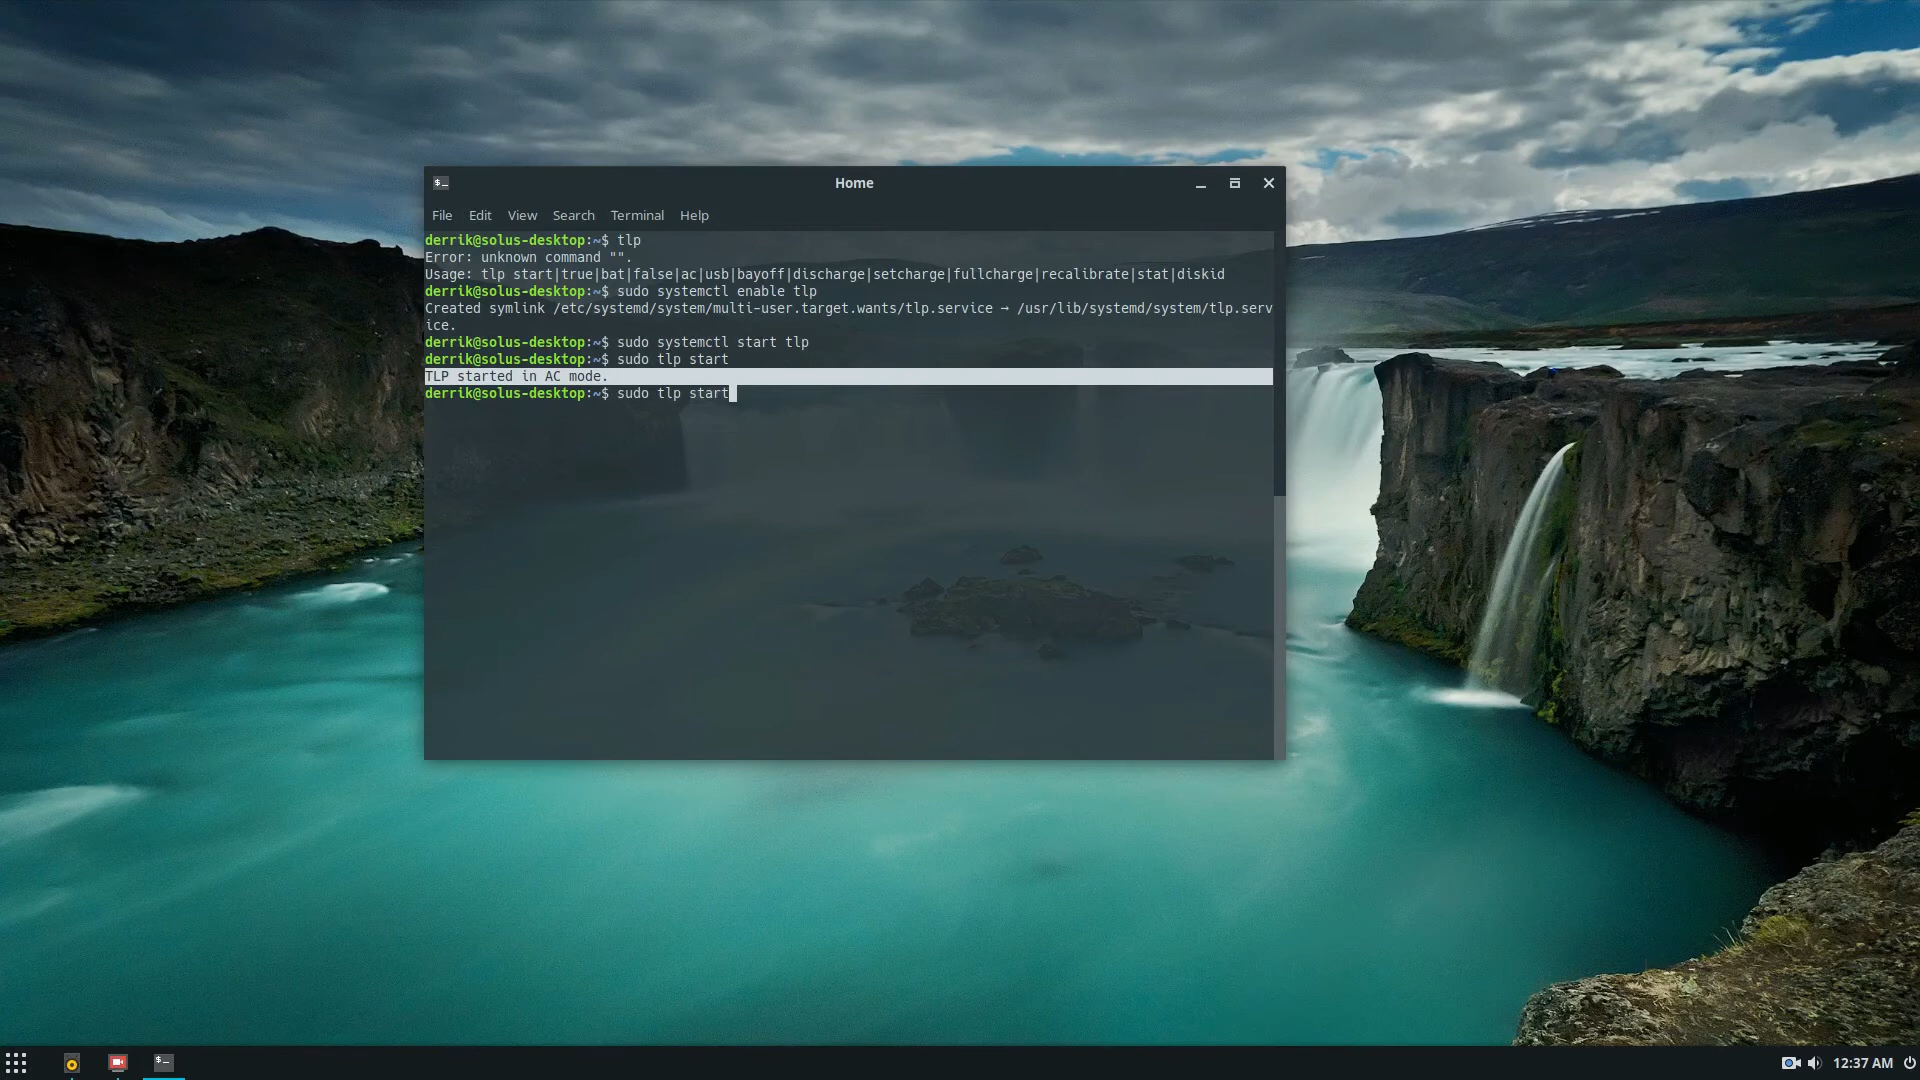 Home
File Edit View Search Terminal Help
derrik@solus-desktop:~$ tlp
Error: unknown command "".
Usage: tlp start|true|bat|false|ac|usb|bayoff|discharge|setcharge|fullcharge|recalibrate|stat|diskid
derrik@solus-desktop:~$ sudo systemctl enable tlp
Created symlink /etc/systemd/system/multi-user.target.wants/tlp.service → /usr/lib/systemd/system/tlp.serv
ice.
derrik@solus-desktop:~$ sudo systemctl start tlp
derrik@solus-desktop:~$ sudo tlp start
TLP started in AC mode.
derrik@solus-desktop:~$ sudo tlp start
12:37 AM